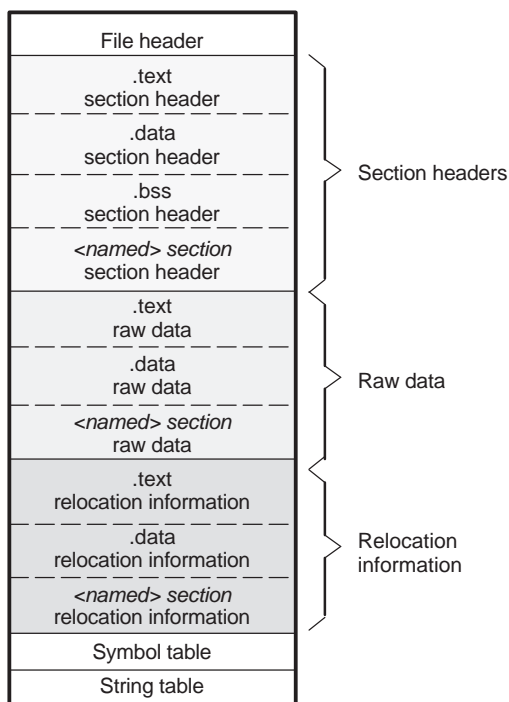 File header
.text
section header
.data
section header
.bss
section header
<named> section
section header
Section headers
.text
raw data
.data
raw data
<named> section
raw data
Raw data
.text
relocation information
.data
relocation information
<named> section
relocation information
Relocation
information
Symbol table
String table